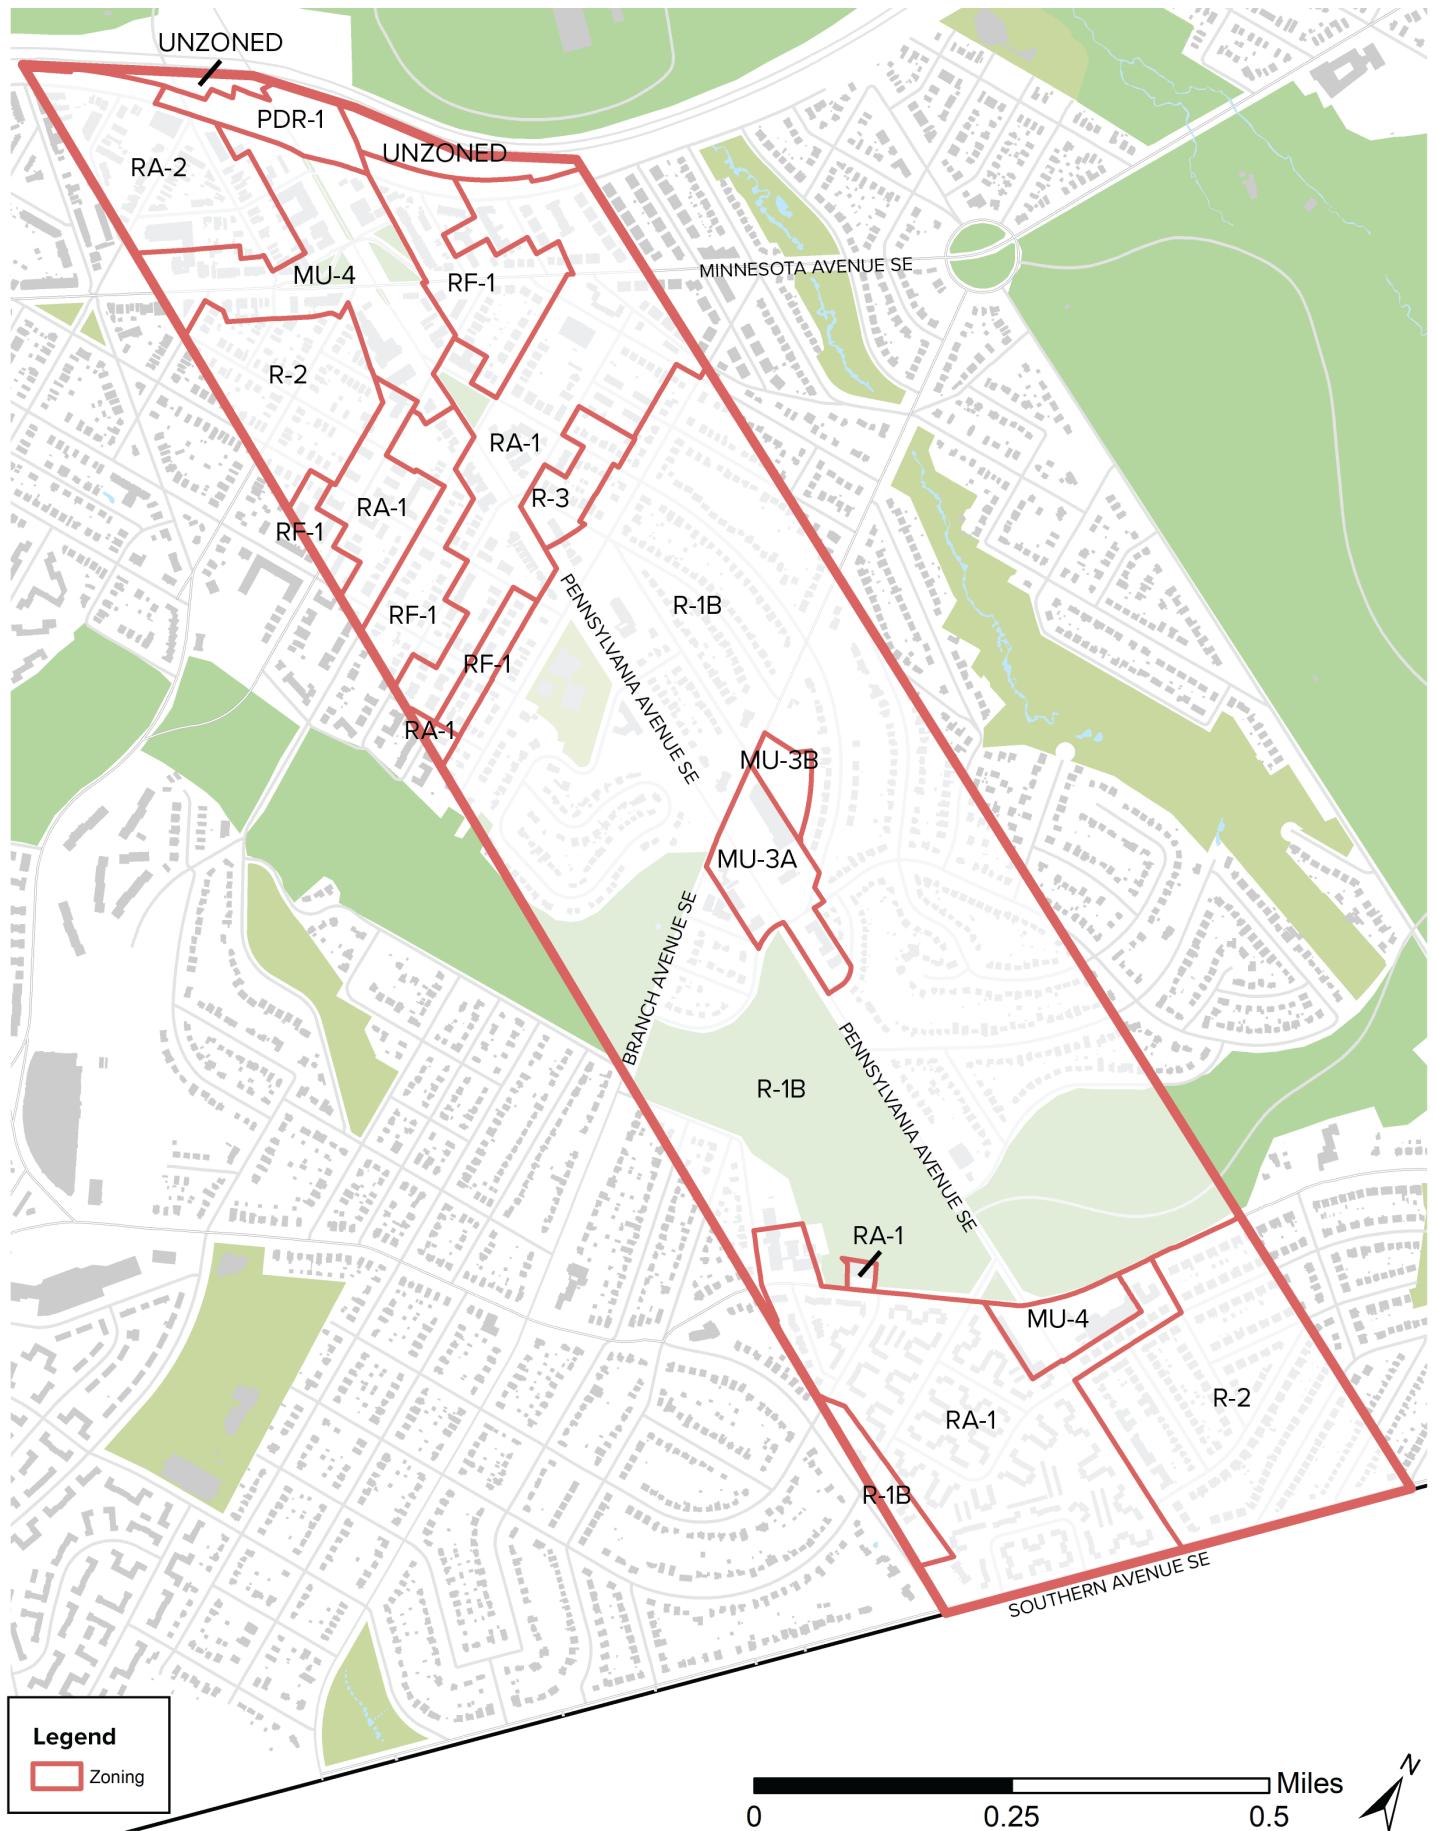 UNZONED
PDR-1
UNZONED
RA-2
MINNESOTA AVENUE SE
MU-4
RF-1
R-2
RA-1
R-3
RA-1
RF-1
PENNSYLVANIA AVENUE SE
R-1B
RF-1
RF-1
RA-1
MU-3B
MU-3A
BRANCH AVENUE SE
PENNSYLVANIA AVENUE SE
R-1B
RA-1
MU-4
R-2
RA-1
R-1B
SOUTHERN AVENUE SE
Legend
Zoning
N
Miles
0
0.25
0.5